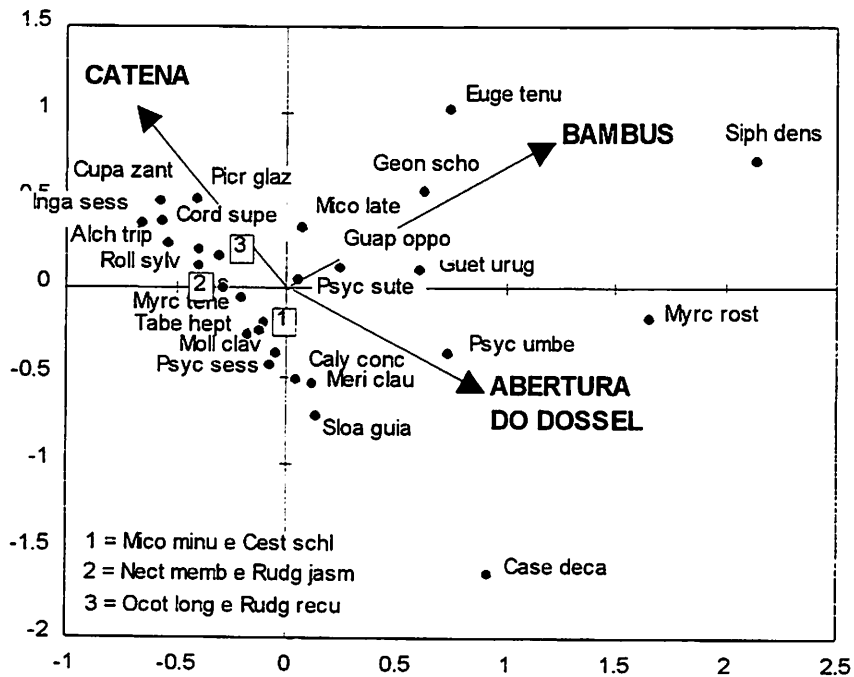 1.5
CATENA
1
Euge tenu
BAMBUS
Siph dens
Cupa zant
Picr glaz
Geon scho
Inga sess
Cord supe
Mico late
Alch trip
3
Guap oppo
Roll sylv
Guet urug
0
2
Psyc sute
Myrc tene
1
Myrc rost
Tabe hept
Moll clav
Psyc umbe
-0.5
Psyc sess
Caly conc
Meri clau
ABERTURA
DO DOSSEL
Sloa guia
-1
-1.5
1 = Mico minu e Cest schl
Case deca
2 = Nect memb e Rudg jasm
3 = Ocot long e Rudg recu
-2
-1 -0.5 0 0.5 1 1.5 2 2.5